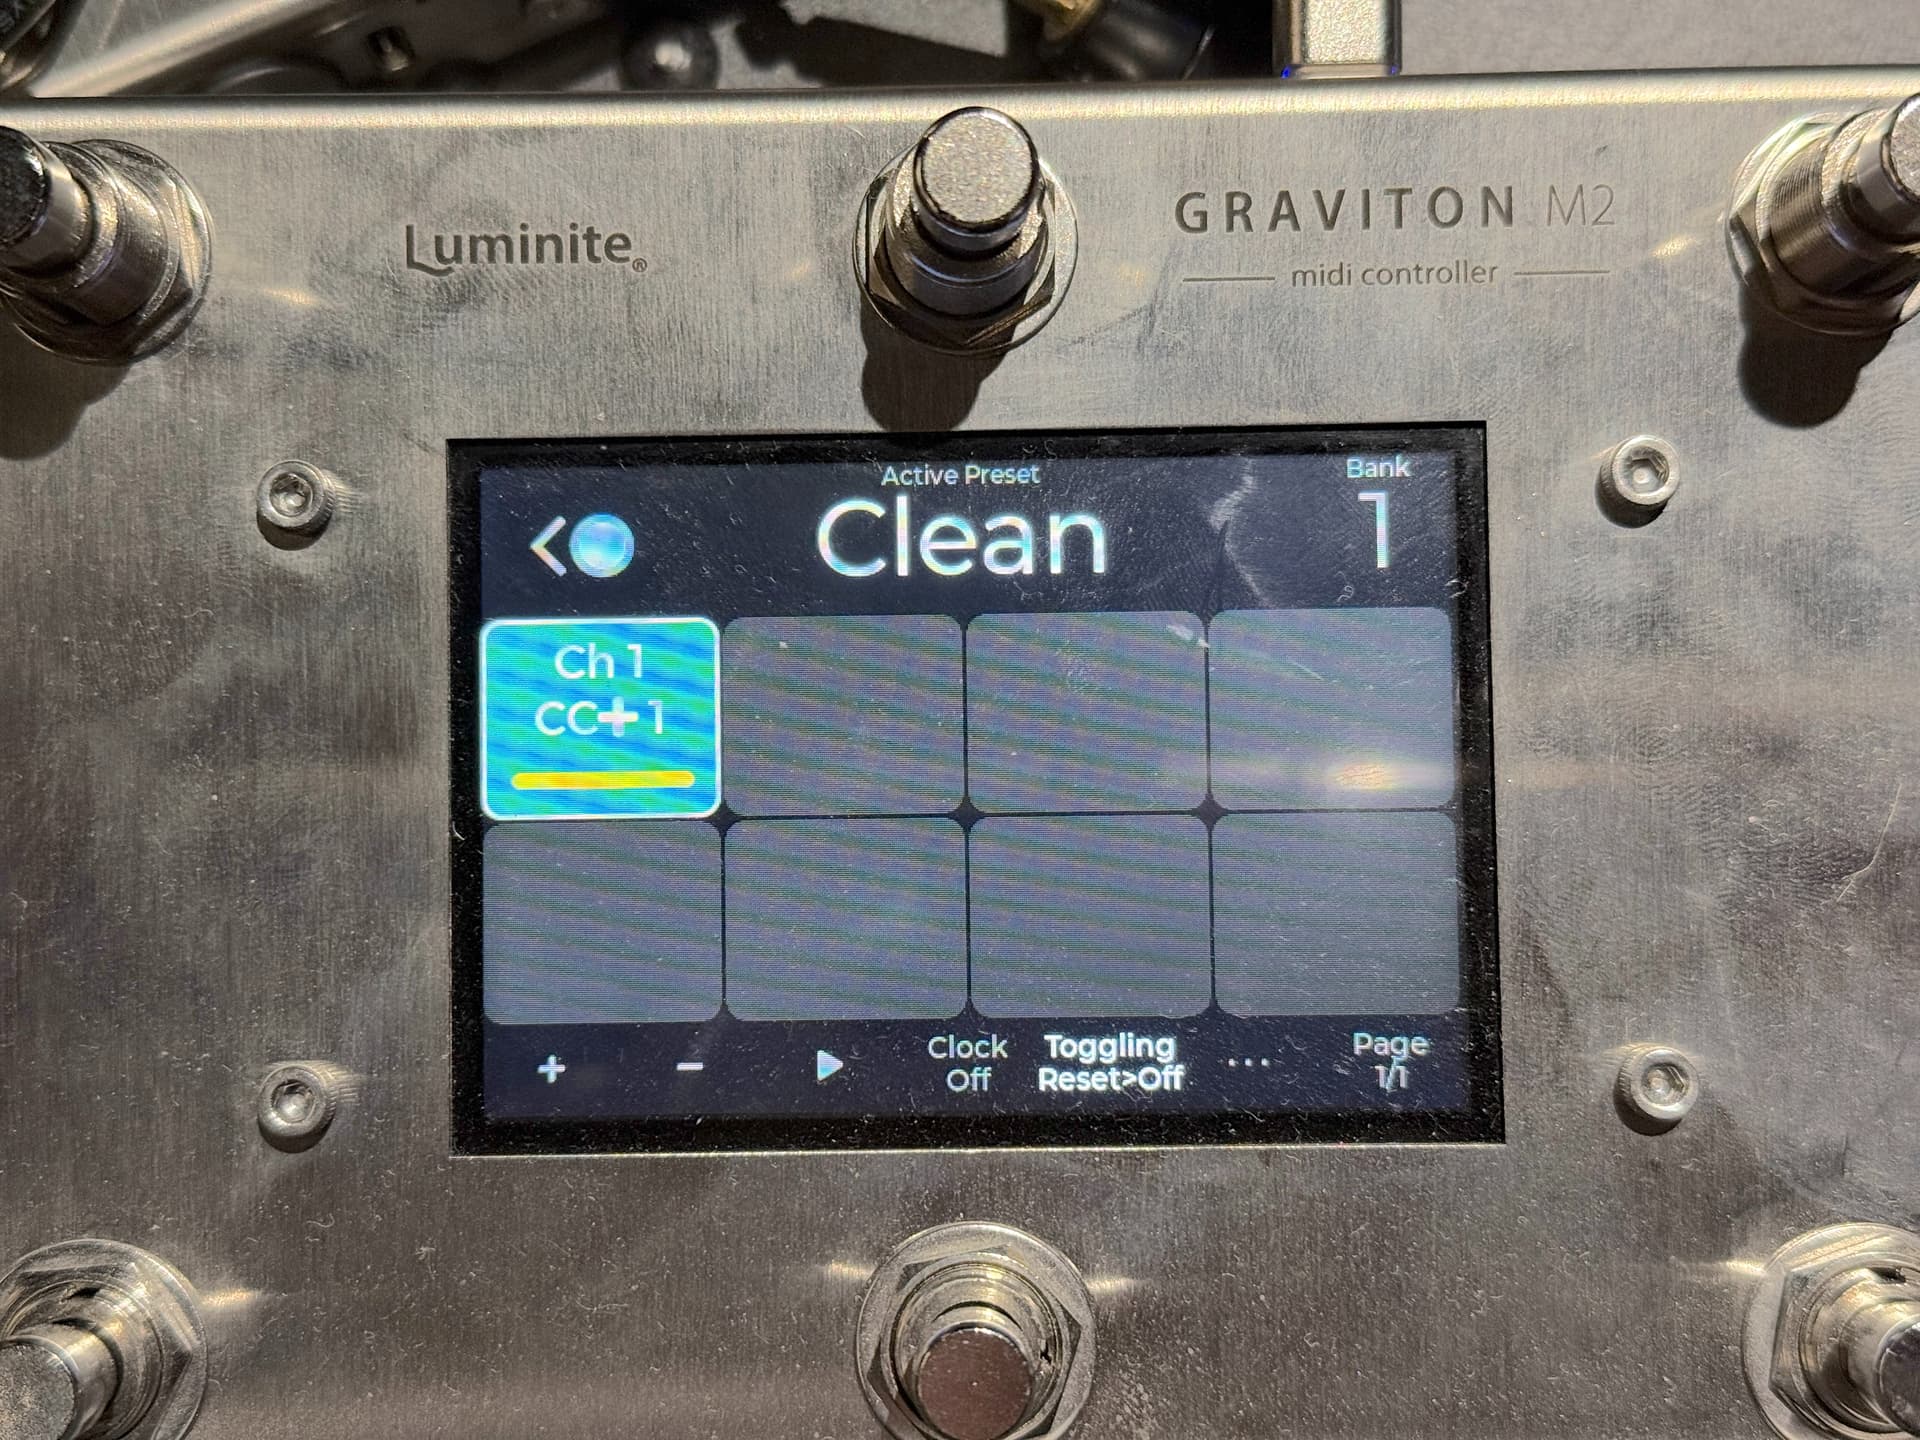 Luminite®
GRAVITON M2
midi controller
Active Preset
Clean
Bank
1
Ch 1
CC+ 1
+
-
Clock
Off
Toggling
Reset>Off
...
Page
1/1